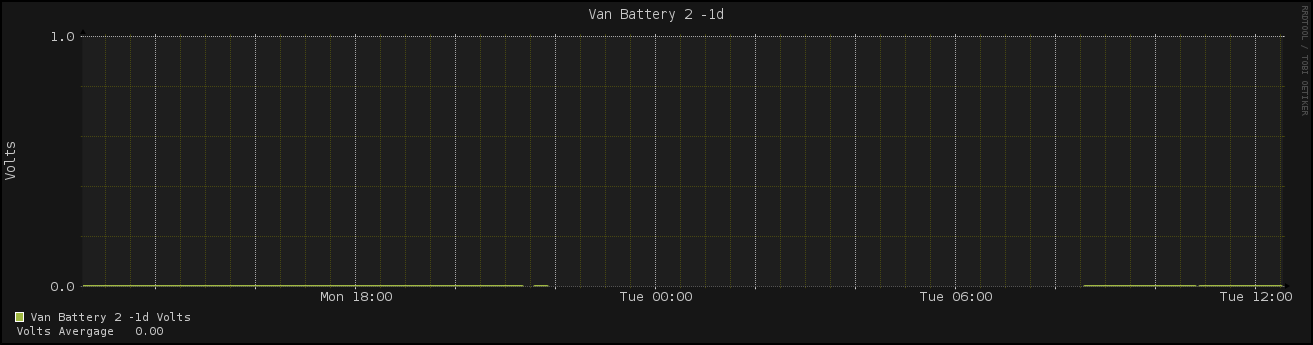 Van Battery 2 -1d
RRDTOOL / TOBI OETIKER
1.0
Volts
0.0
Mon 18:00 Tue 00:00 Tue 06:00 Tue 12:00
Van Battery 2 -1d Volts
Volts Avergage 0.00